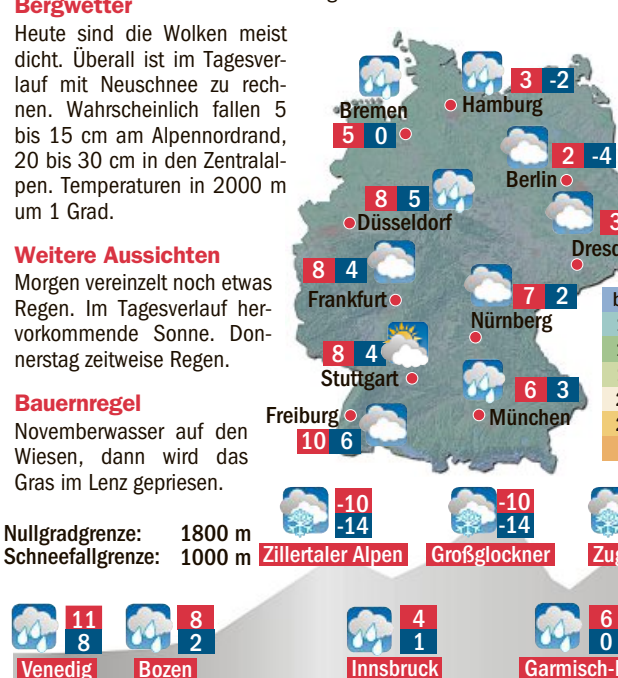 Bergwetter
Heute sind die Wolken meist
dicht. Überall ist im Tagesver-
lauf mit Neuschnee zu rech-
nen. Wahrscheinlich fallen 5
bis 15 cm am Alpennordrand,
20 bis 30 cm in den Zentralal-
pen. Temperaturen in 2000 m
um 1 Grad.
Weitere Aussichten
Morgen vereinzelt noch etwas
Regen. Im Tagesverlauf her-
vorkommende Sonne. Don-
nerstag zeitweise Regen.
Bauernregel
Novemberwasser auf den
Wiesen, dann wird das
Gras im Lenz gepriesen.
Nullgradgrenze: 1800 m
Schneefallgrenze: 1000 m
3 -2
Hamburg
Bremen
5 0
2 -4
Berlin
8 5
Düsseldorf
3
Dresd
8 4
Frankfurt
7 2
Nürnberg
8 4
Stuttgart
6 3
München
Freiburg
10 6
-10
-14
Zillertaler Alpen
-10
-14
Großglockner
Zug
11
8
Venedig
8
2
Bozen
4
1
Innsbruck
6
0
Garmisch-